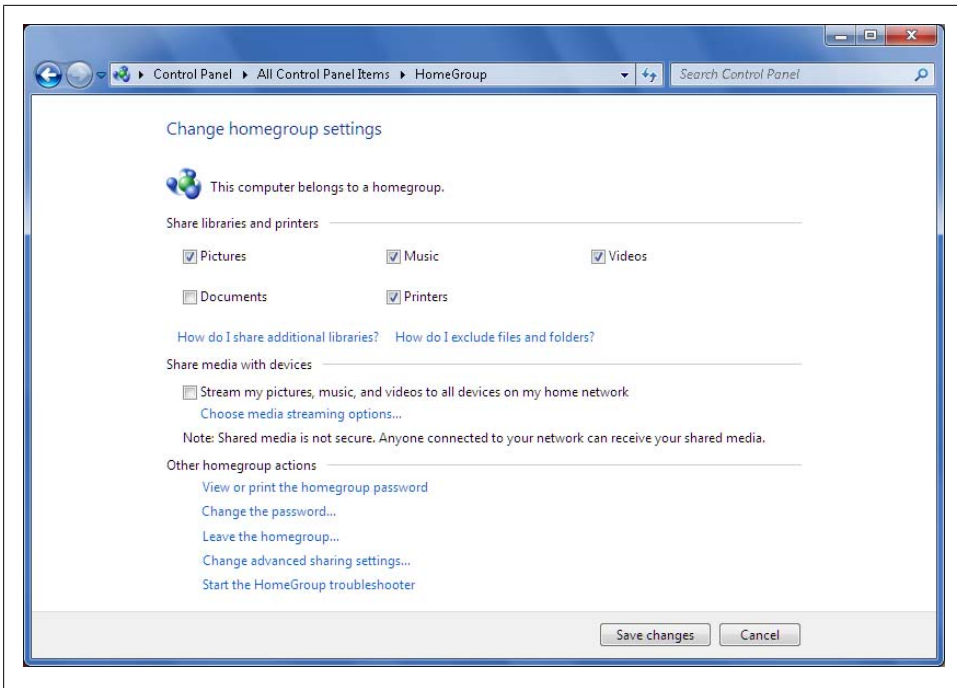 Control Panel ▸ All Control Panel Items ▸ HomeGroup
Search Control Panel
Change homegroup settings
This computer belongs to a homegroup.
Share libraries and printers
Pictures Music Videos
Documents Printers
How do I share additional libraries? How do I exclude files and folders?
Share media with devices
Stream my pictures, music, and videos to all devices on my home network
Choose media streaming options...
Note: Shared media is not secure. Anyone connected to your network can receive your shared media.
Other homegroup actions
View or print the homegroup password
Change the password...
Leave the homegroup...
Change advanced sharing settings...
Start the HomeGroup troubleshooter
Save changes Cancel